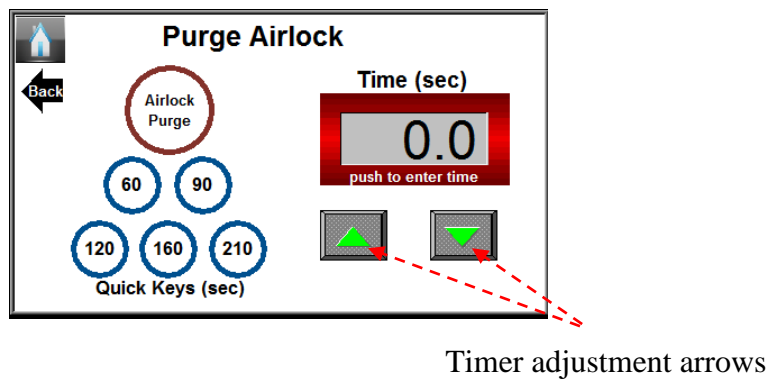 Purge Airlock
Back
Airlock
Purge
60
90
120
160
210
Quick Keys (sec)
Time (sec)
0.0
push to enter time
Timer adjustment arrows